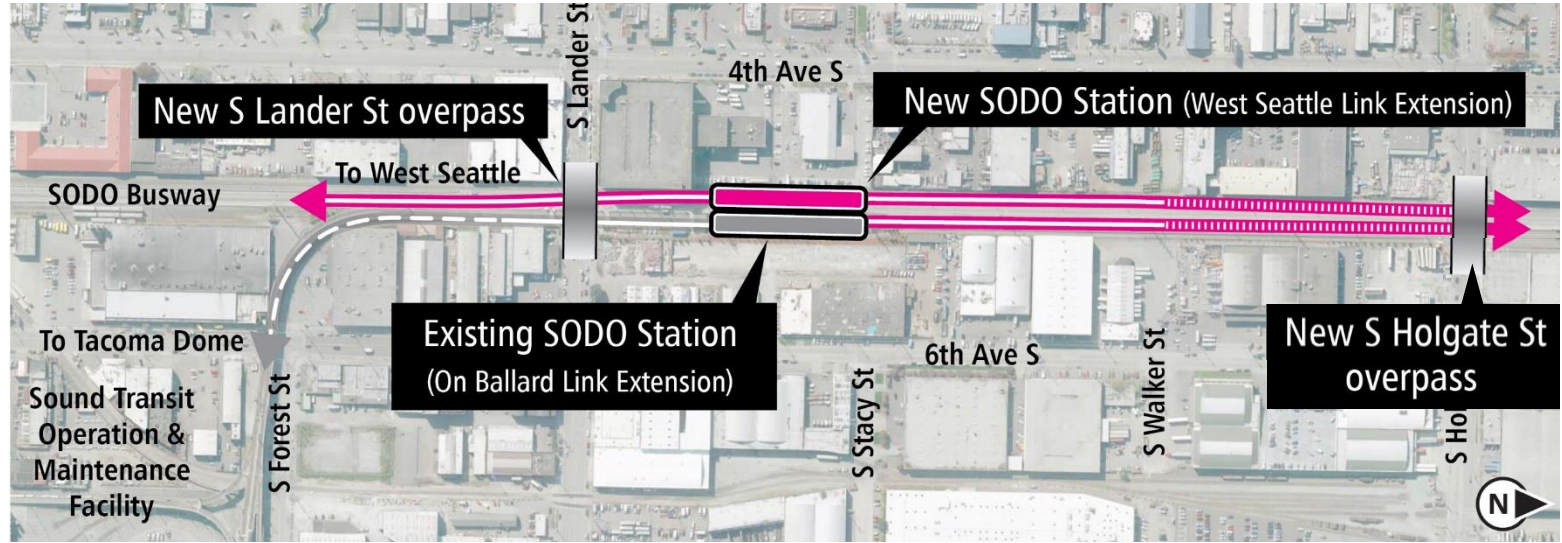 S Lander St
4th Ave S
New S Lander St overpass
New SODO Station (West Seattle Link Extension)
To West Seattle
SODO Busway
Existing SODO Station
(On Ballard Link Extension)
To Tacoma Dome
Sound Transit
Operation &
Maintenance
Facility
S Forest St
S Stacy St
6th Ave S
S Walker St
New S Holgate St
overpass
S Hol
N